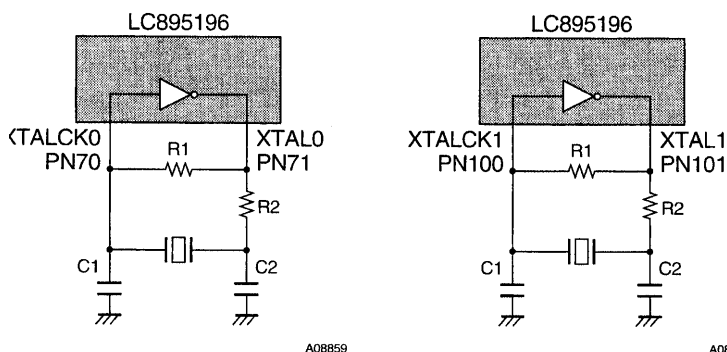 LC895196
XTALCK0
PN70
XTAL0
PN71
R1
R2
C1
C2
A08859
LC895196
XTALCK1
PN100
XTAL1
PN101
R1
R2
C1
C2
A08